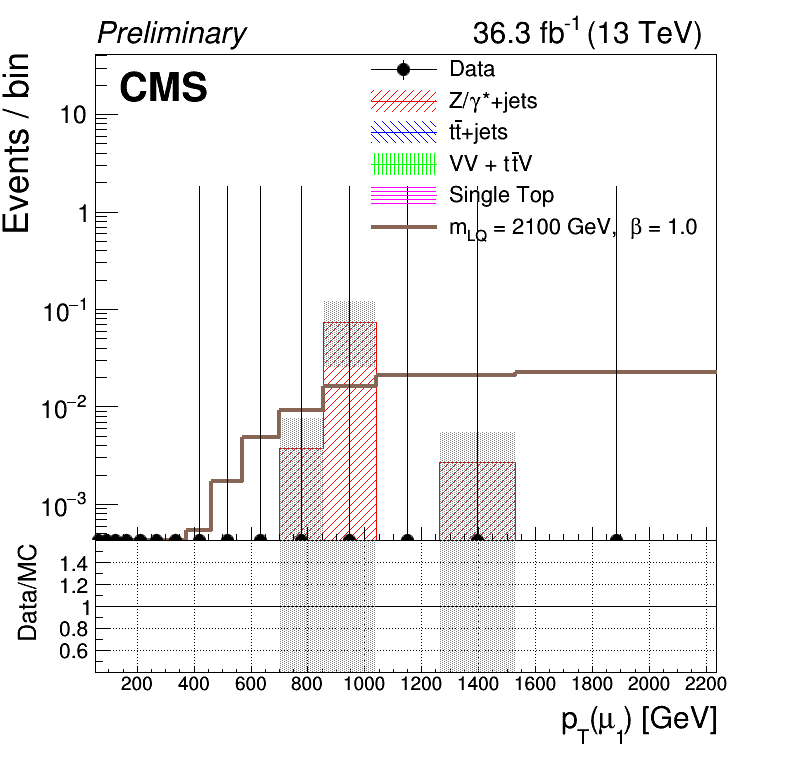 Preliminary 36.3 fb⁻¹ (13 TeV)
CMS
Data
Z/γ*+jets
tt̄+jets
VV + tt̄V
Single Top
m_LQ = 2100 GeV, β = 1.0
Events / bin
10
1
10⁻¹
10⁻²
10⁻³
Data/MC
1.4
1.2
1
0.8
0.6
200 400 600 800 1000 1200 1400 1600 1800 2000 2200
p_T(μ_1) [GeV]